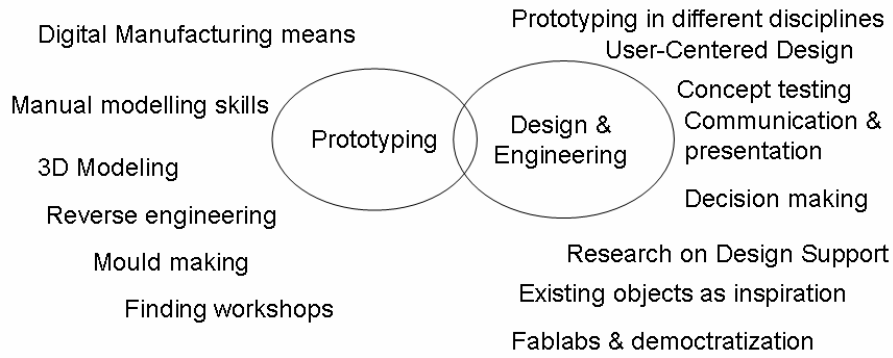 Digital Manufacturing means
Manual modelling skills
3D Modeling
Reverse engineering
Mould making
Finding workshops
Prototyping
Design &
Engineering
Prototyping in different disciplines
User-Centered Design
Concept testing
Communication &
presentation
Decision making
Research on Design Support
Existing objects as inspiration
Fablabs & democtratization